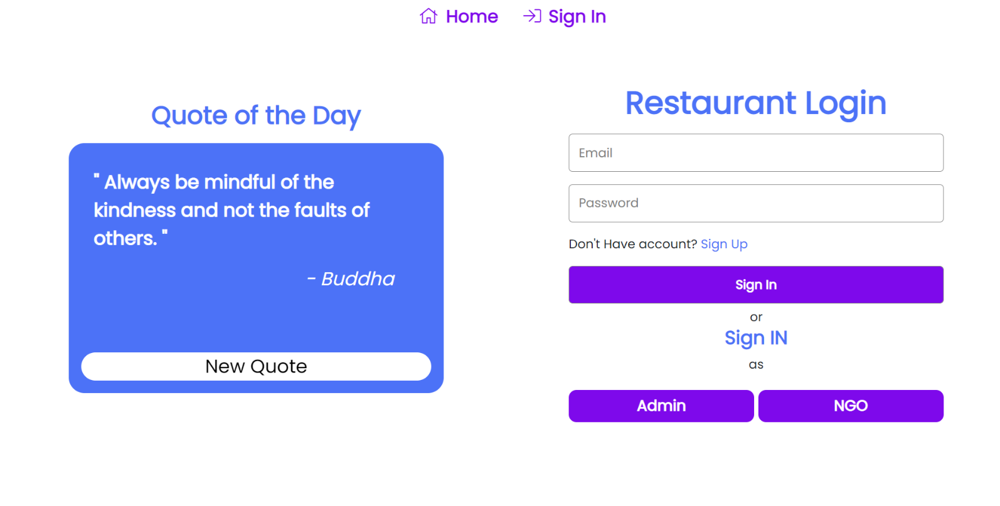 Home Sign In
Quote of the Day
" Always be mindful of the
kindness and not the faults of
others. "
- Buddha
New Quote
Restaurant Login
Email
Password
Don't Have account? Sign Up
Sign In
or
Sign IN
as
Admin NGO